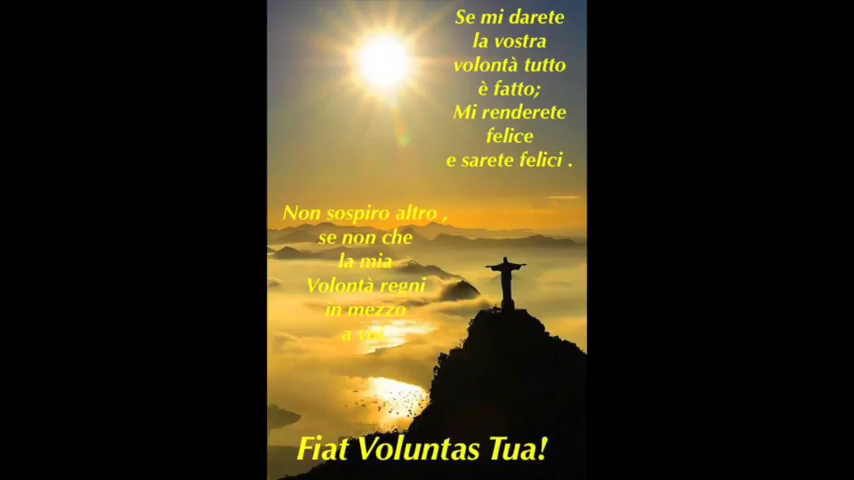 Se mi darete
la vostra
volontà tutto
è fatto;
Mi renderete
felice
e sarete felici .
Non sospiro altro ,
se non che
la mia
Volontà regni
in mezzo
a voi
Fiat Voluntas Tua!